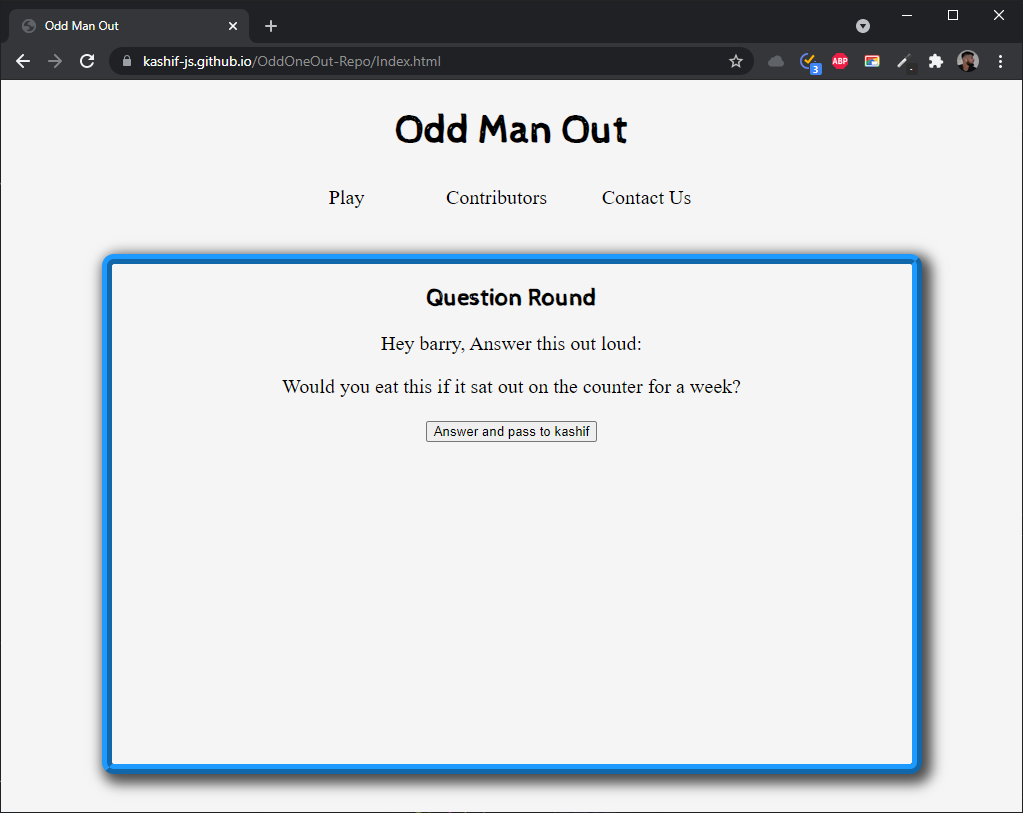 Odd Man Out
kashif-js.github.io/OddOneOut-Repo/Index.html
3
ABP
Odd Man Out
Play Contributors Contact Us
Question Round
Hey barry, Answer this out loud:
Would you eat this if it sat out on the counter for a week?
Answer and pass to kashif